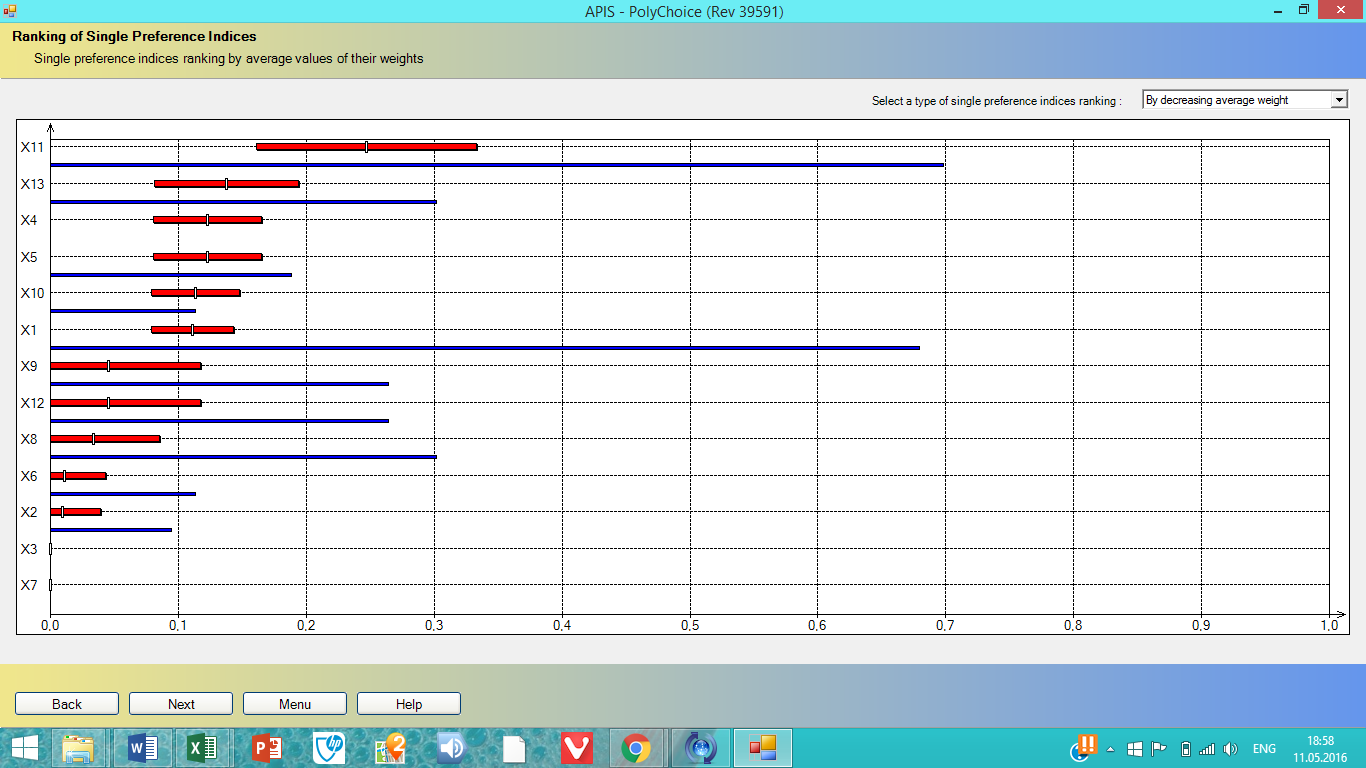 APIS - PolyChoice (Rev 39591)
Ranking of Single Preference Indices
Single preference indices ranking by average values of their weights
Select a type of single preference indices ranking : By decreasing average weight
X11
X13
X4
X5
X10
X1
X9
X12
X8
X6
X2
X3
X7
0,0 0,1 0,2 0,3 0,4 0,5 0,6 0,7 0,8 0,9 1,0
Back Next Menu Help
hp 2 ENG 18:58
11.05.2016